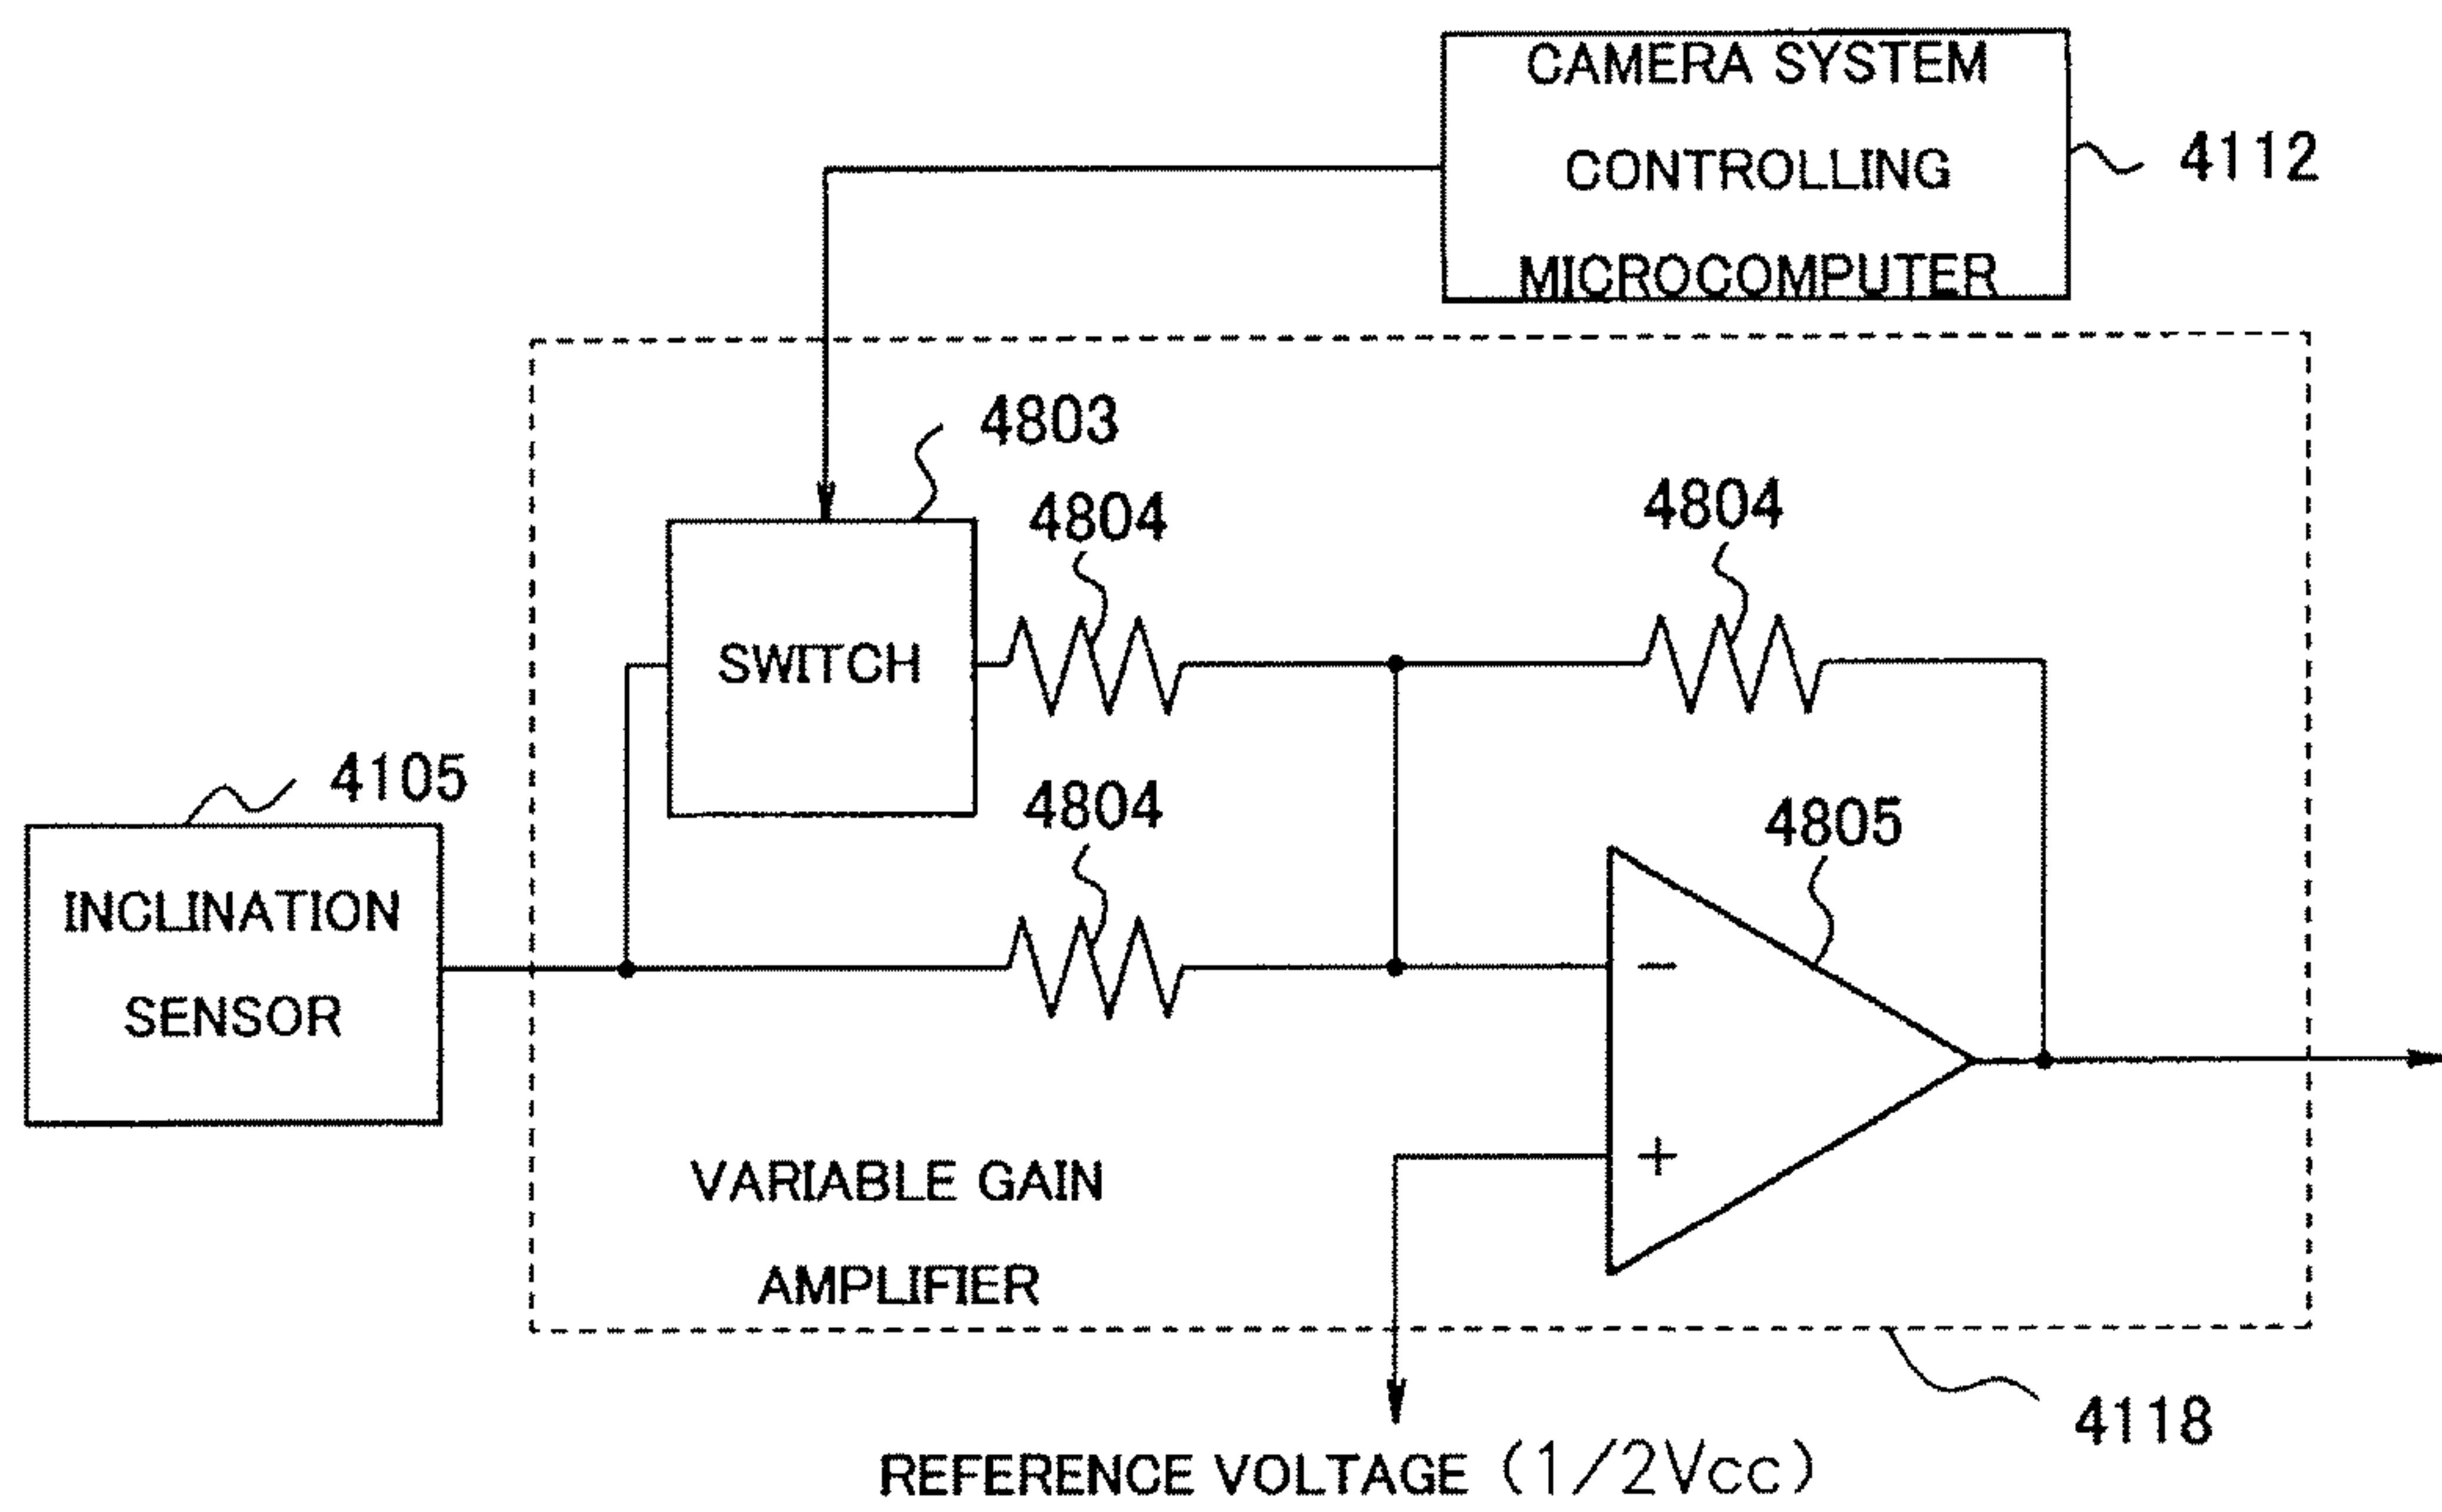 CAMERA SYSTEM
CONTROLLING
MICROCOMPUTER
4112
4803
4804
4804
SWITCH
4105
4804
4805
INCLINATION
SENSOR
−
+
VARIABLE GAIN
AMPLIFIER
4118
REFERENCE VOLTAGE (1/2Vcc)